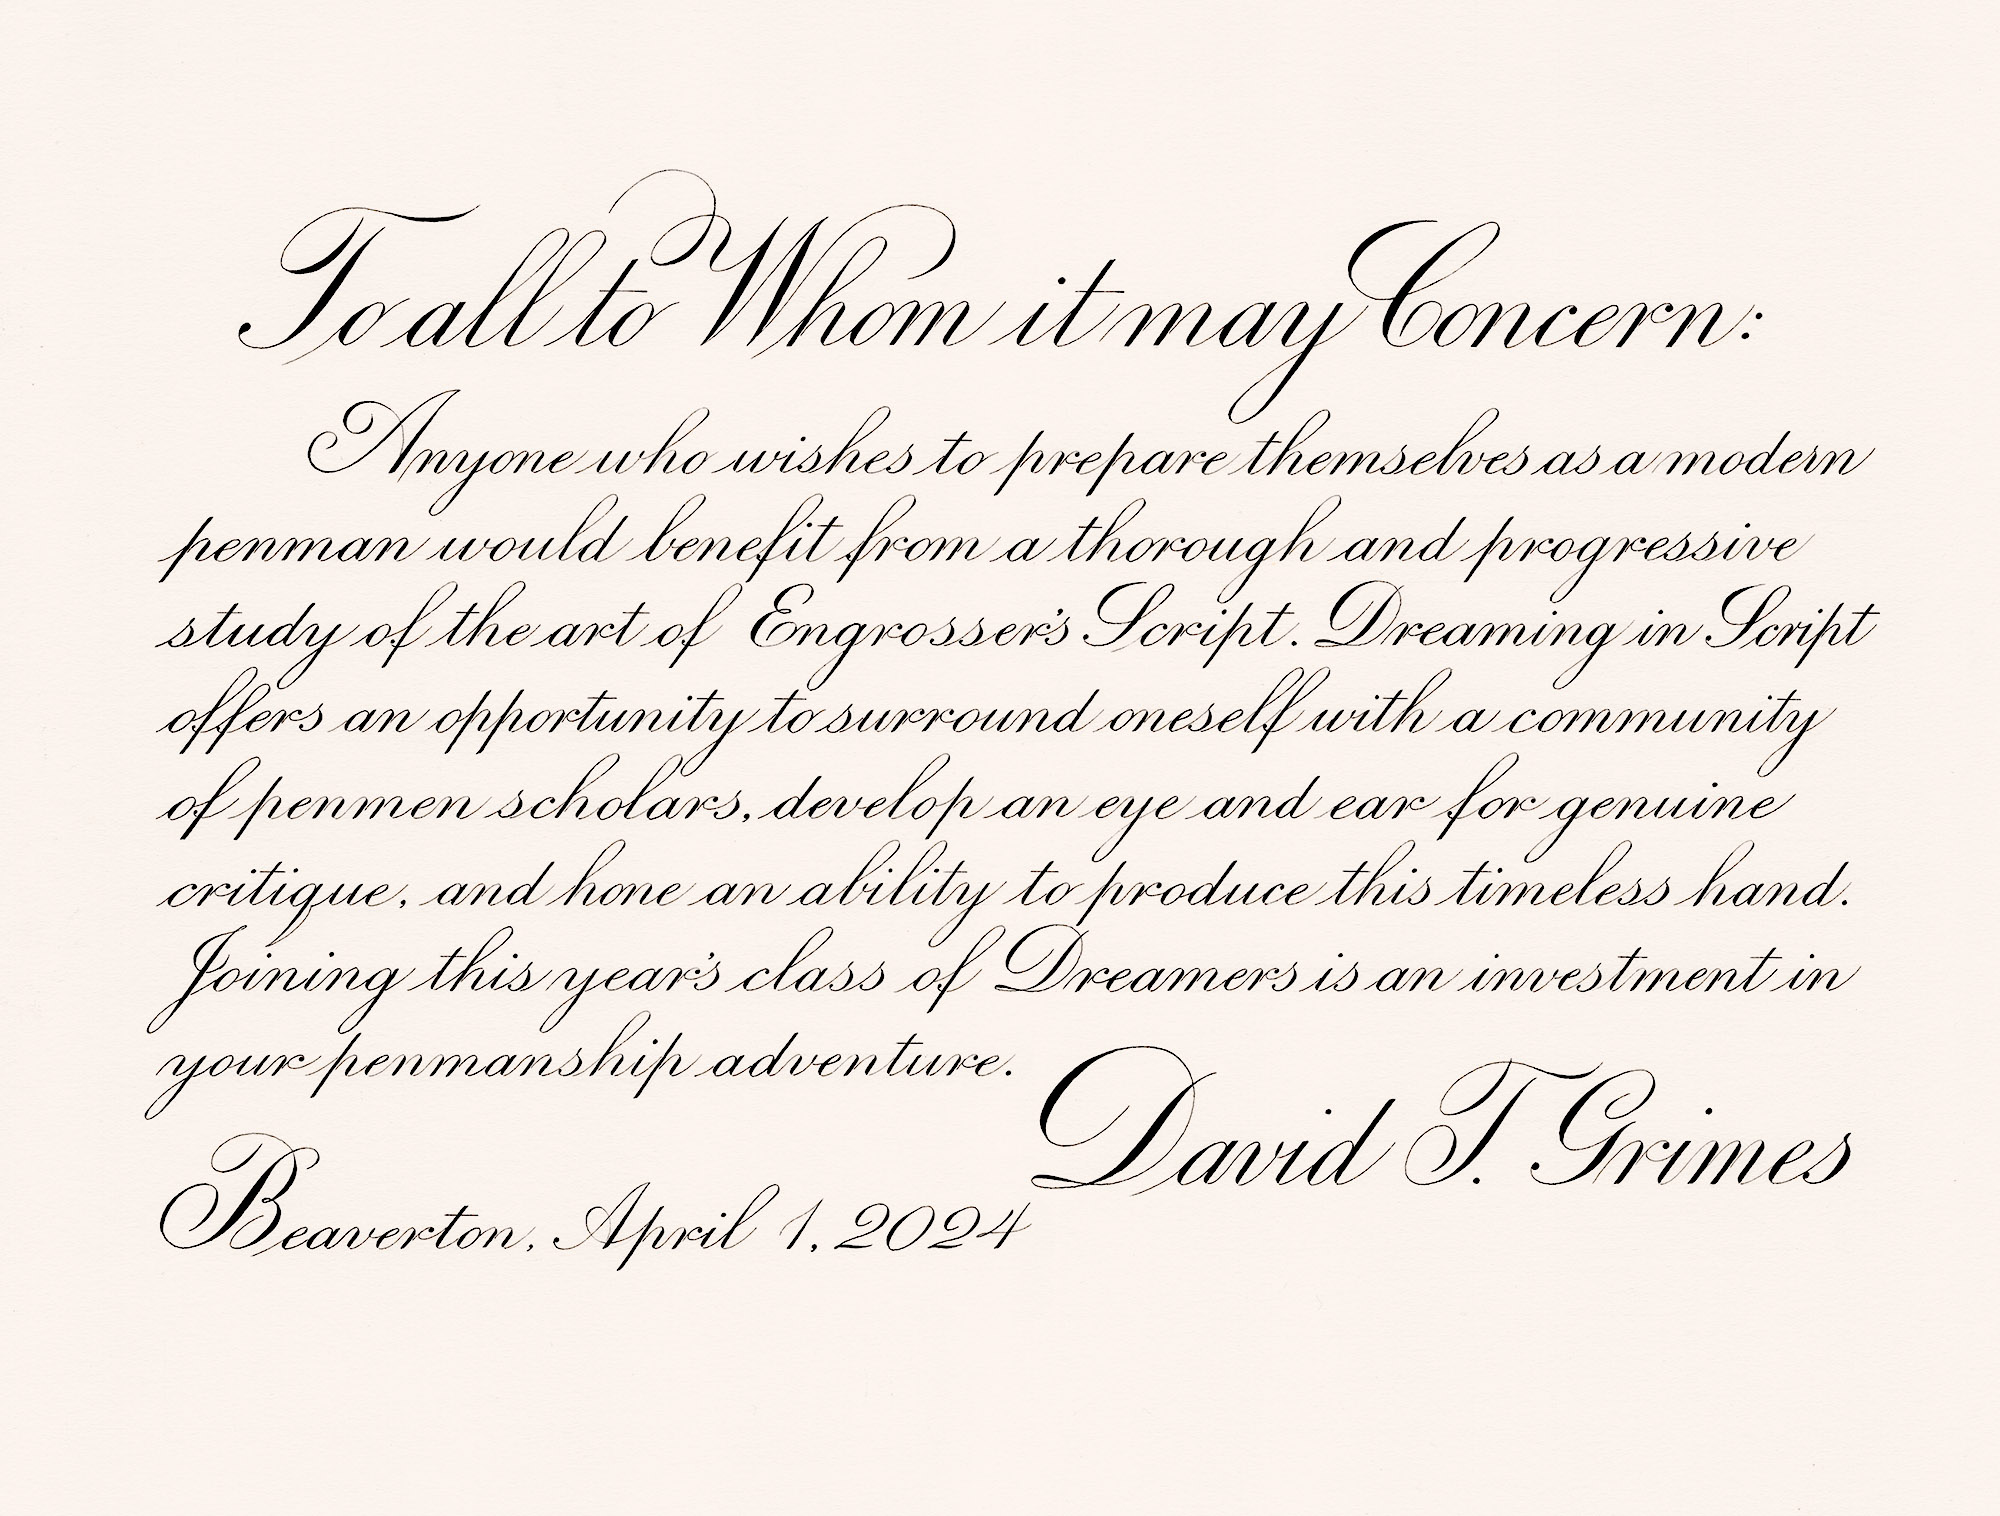 To all to Whom it may Concern:
Anyone who wishes to prepare themselves as a modern
penman would benefit from a thorough and progressive
study of the art of Engrosser's Script. Dreaming in Script
offers an opportunity to surround oneself with a community
of penmen scholars, develop an eye and ear for genuine
critique, and hone an ability to produce this timeless hand.
Joining this year's class of Dreamers is an investment in
your penmanship adventure.
David T. Grimes
Beaverton, April 1, 2024